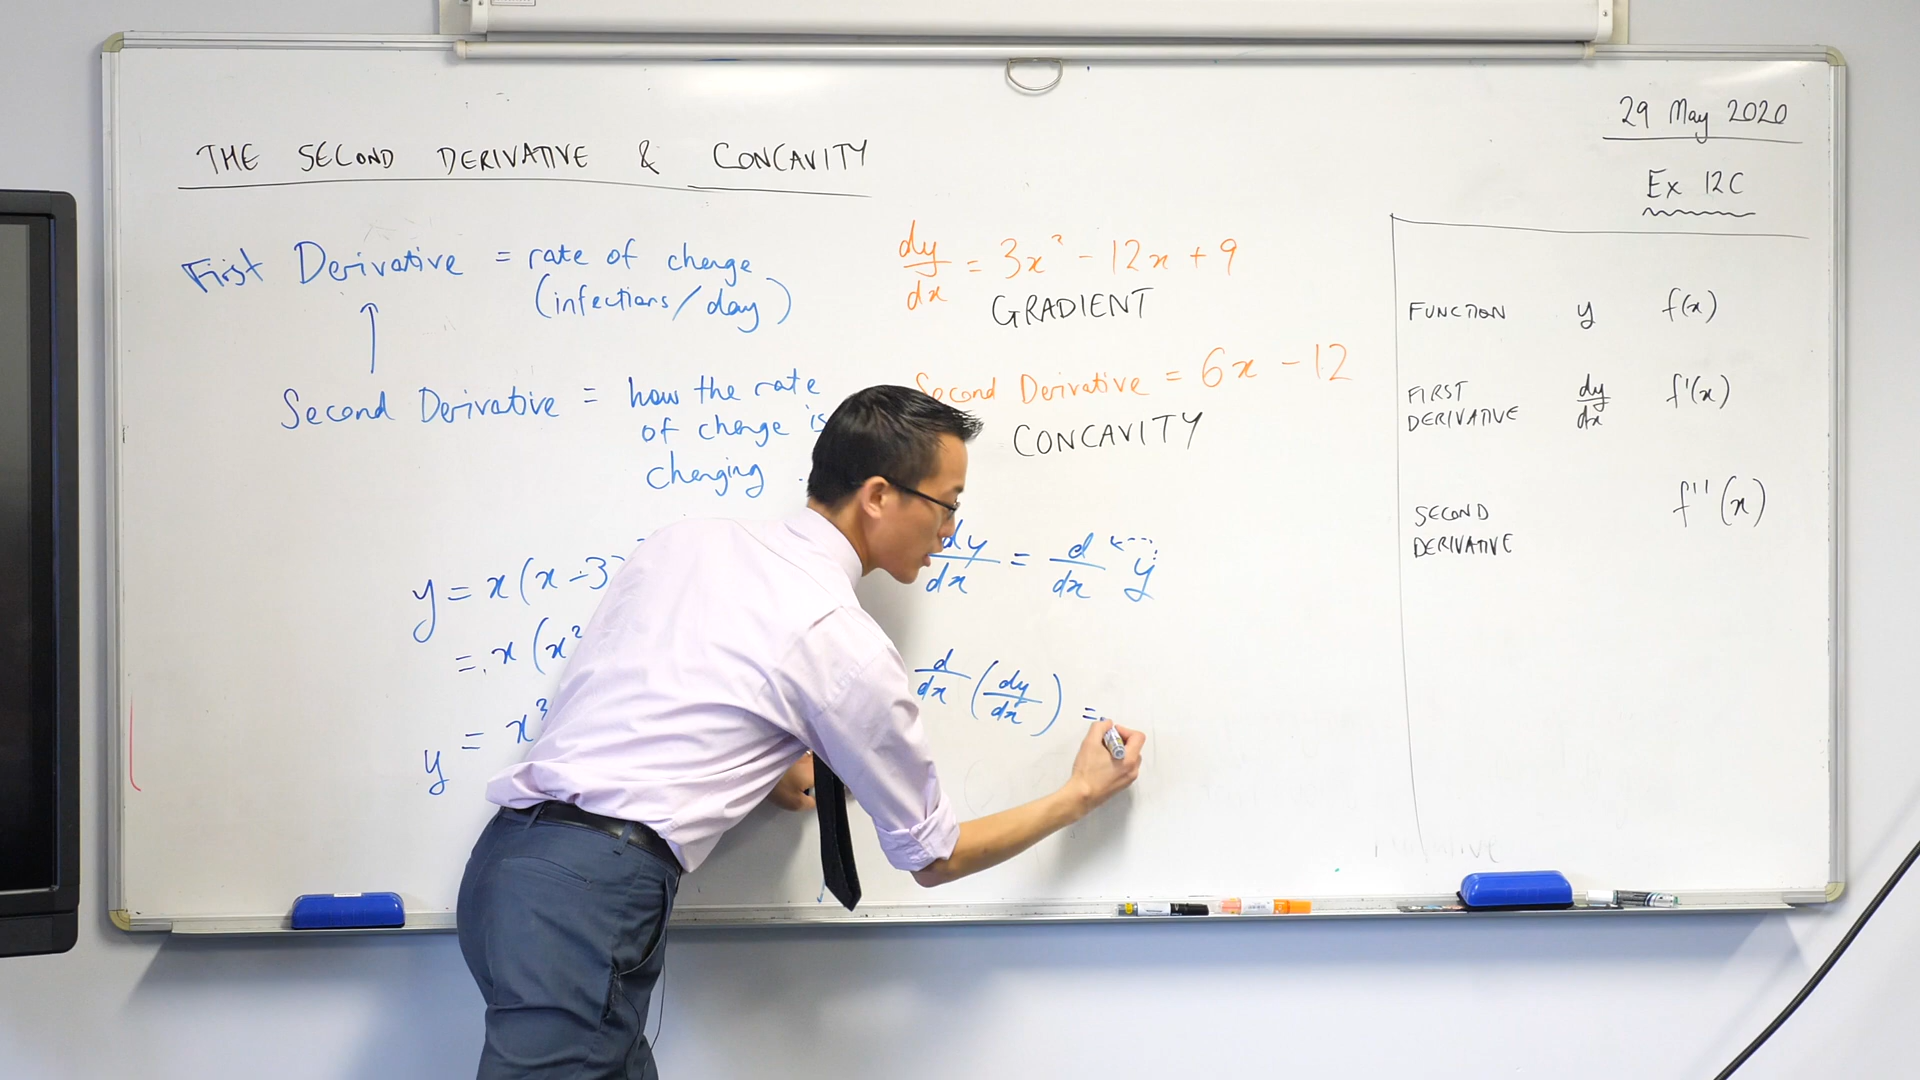 THE SECOND DERIVATIVE & CONCAVITY
29 May 2020
Ex 12C
First Derivative = rate of change
(infections/day)
↑
Second Derivative = how the rate
of change is
changing
dy/dx = 3x² - 12x + 9
GRADIENT
Second Derivative = 6x - 12
CONCAVITY
y = x(x-3)
= x(x²
y = x³
dy/dx = d/dx y
d/dx (dy/dx) =
FUNCTION y f(x)
FIRST DERIVATIVE dy/dx f'(x)
SECOND DERIVATIVE f''(x)